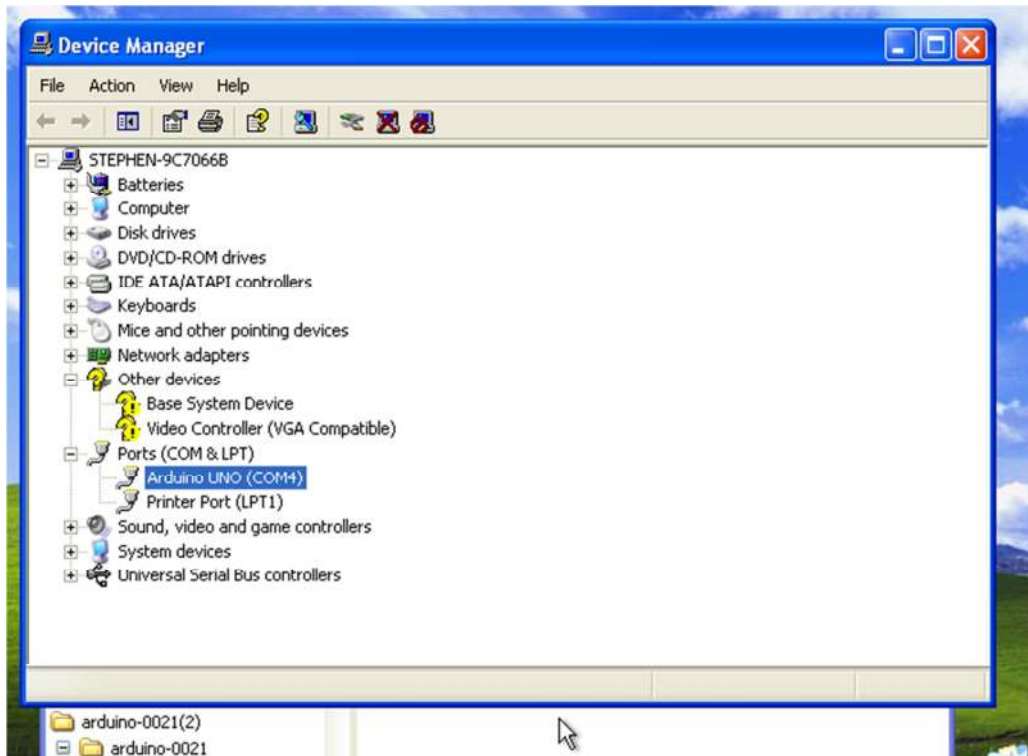 Device Manager
File Action View Help
STEPHEN-9C7066B
Batteries
Computer
Disk drives
DVD/CD-ROM drives
IDE ATA/ATAPI controllers
Keyboards
Mice and other pointing devices
Network adapters
Other devices
Base System Device
Video Controller (VGA Compatible)
Ports (COM & LPT)
Arduino UNO (COM4)
Printer Port (LPT1)
Sound, video and game controllers
System devices
Universal Serial Bus controllers
arduino-0021(2)
arduino-0021